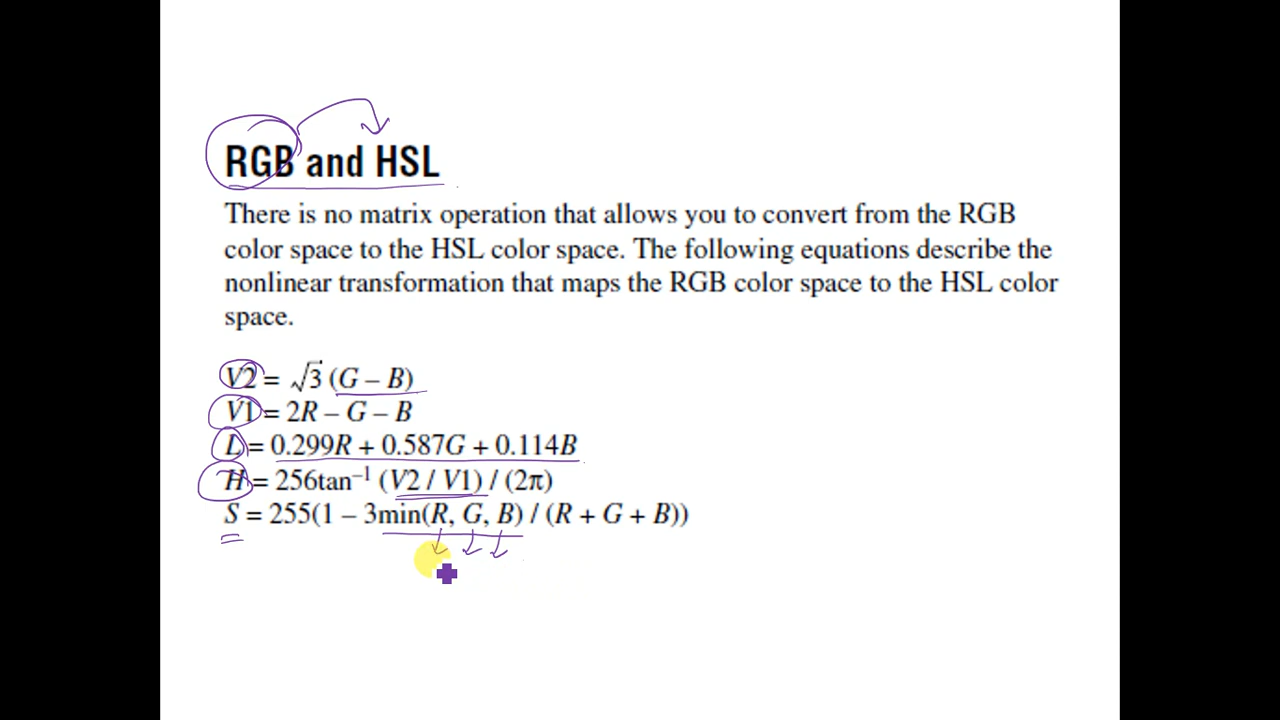 RGB and HSL
There is no matrix operation that allows you to convert from the RGB
color space to the HSL color space. The following equations describe the
nonlinear transformation that maps the RGB color space to the HSL color
space.
V2 = √3 (G – B)
V1 = 2R – G – B
L = 0.299R + 0.587G + 0.114B
H = 256tan⁻¹ (V2 / V1) / (2π)
S = 255(1 – 3min(R, G, B) / (R + G + B))